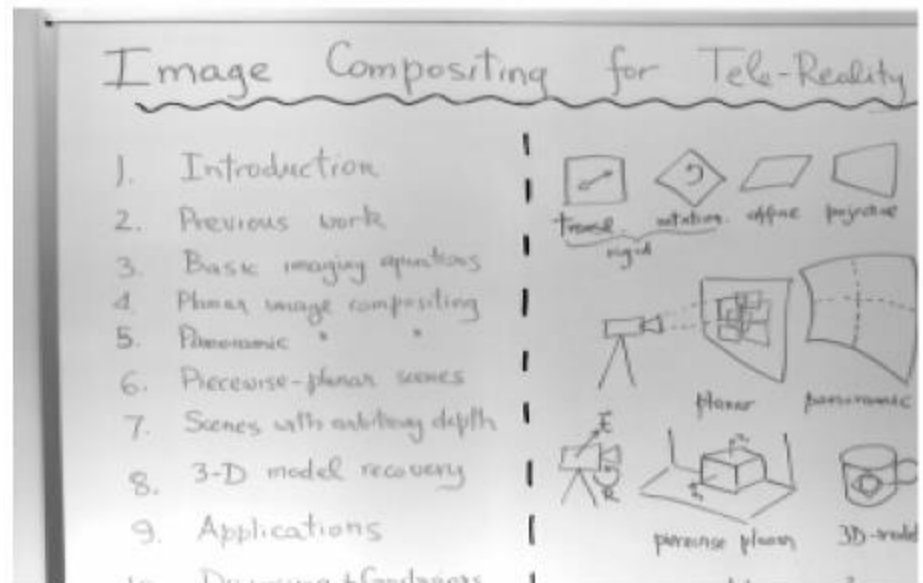 Image Compositing for Tele-Reality
1. Introduction
2. Previous work
3. Basic imaging equations
4. Planar image compositing
5. Panoramic " "
6. Piecewise-planar scenes
7. Scenes with arbitrary depth
8. 3-D model recovery
9. Applications
transl. rotation affine projective
rigid
planar panoramic
t
R
piecewise planar 3D-model